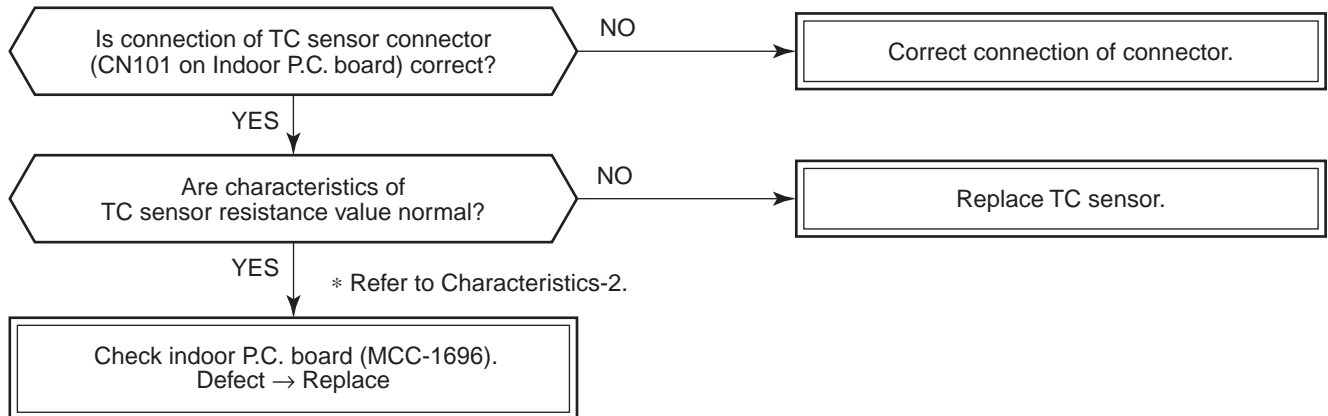 Is connection of TC sensor connector
(CN101 on Indoor P.C. board) correct?
NO
Correct connection of connector.
YES
Are characteristics of
TC sensor resistance value normal?
NO
Replace TC sensor.
YES
* Refer to Characteristics-2.
Check indoor P.C. board (MCC-1696).
Defect → Replace